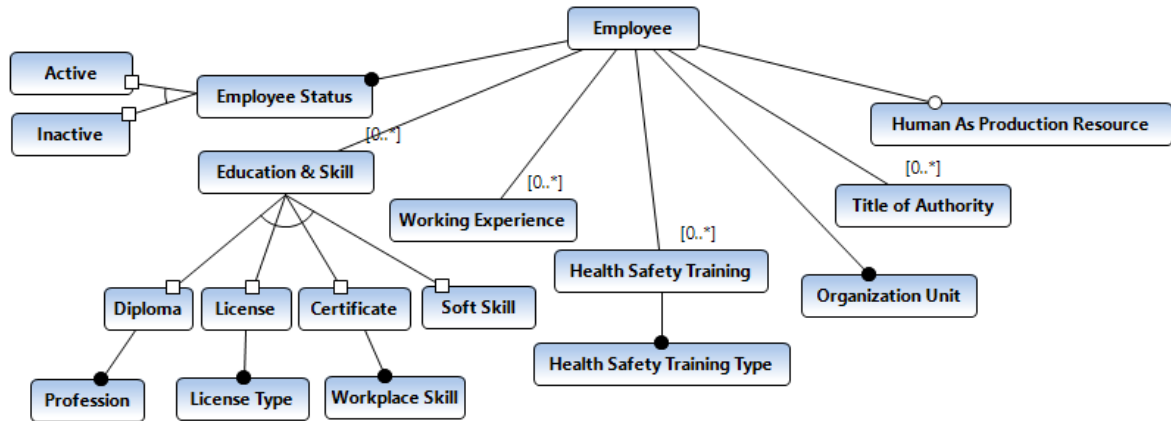 Employee
Active
Employee Status
Inactive
Human As Production Resource
[0..*]
Education & Skill
[0..*]
Working Experience
[0..*]
Title of Authority
[0..*]
Health Safety Training
Organization Unit
Diploma
License
Certificate
Soft Skill
Health Safety Training Type
Profession
License Type
Workplace Skill